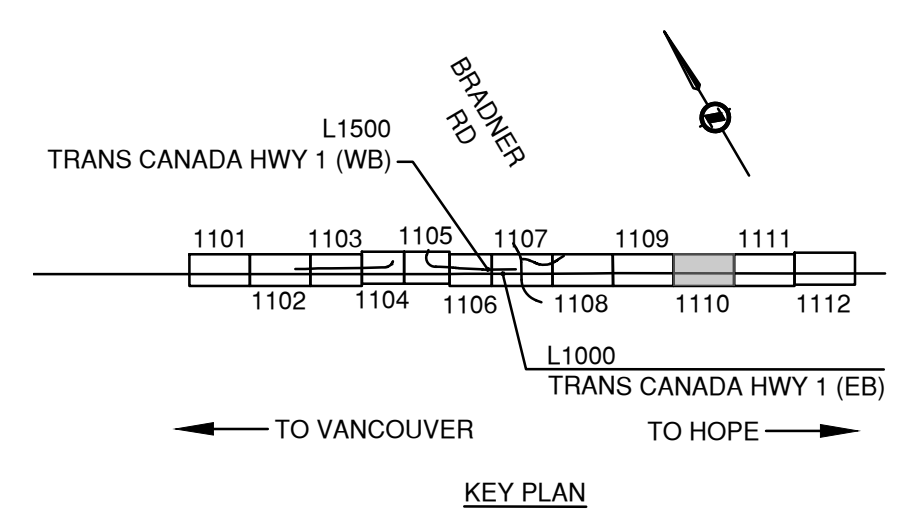 BRADNER
RD
L1500
TRANS CANADA HWY 1 (WB)
1101
1103
1105
1107
1109
1111
1102
1104
1106
1108
1110
1112
L1000
TRANS CANADA HWY 1 (EB)
TO VANCOUVER
TO HOPE
KEY PLAN